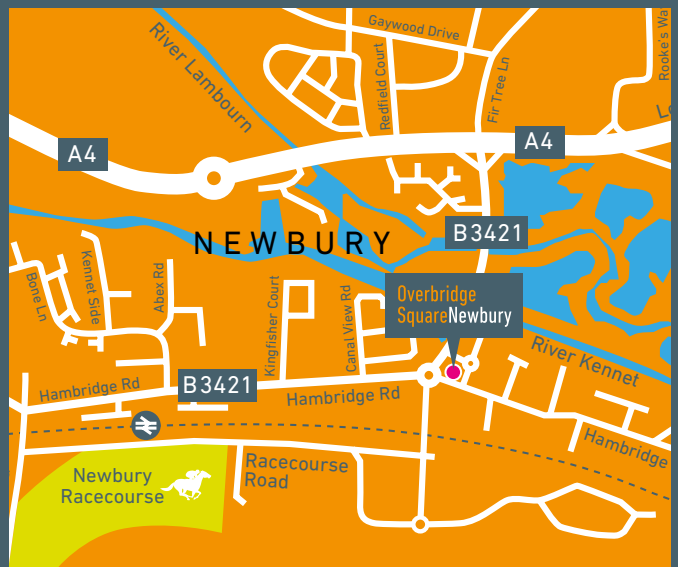 Gaywood Drive
River Lambourn
Redfield Court
Fir Tree Ln
Rooke's Wa
Lo
A4
A4
B3421
NEWBURY
Bone Ln
Kennet Side
Abex Rd
Kingfisher Court
Canal View Rd
Overbridge
SquareNewbury
River Kennet
Hambridge Rd
B3421
Hambridge Rd
Hambridge
Newbury
Racecourse
Racecourse
Road